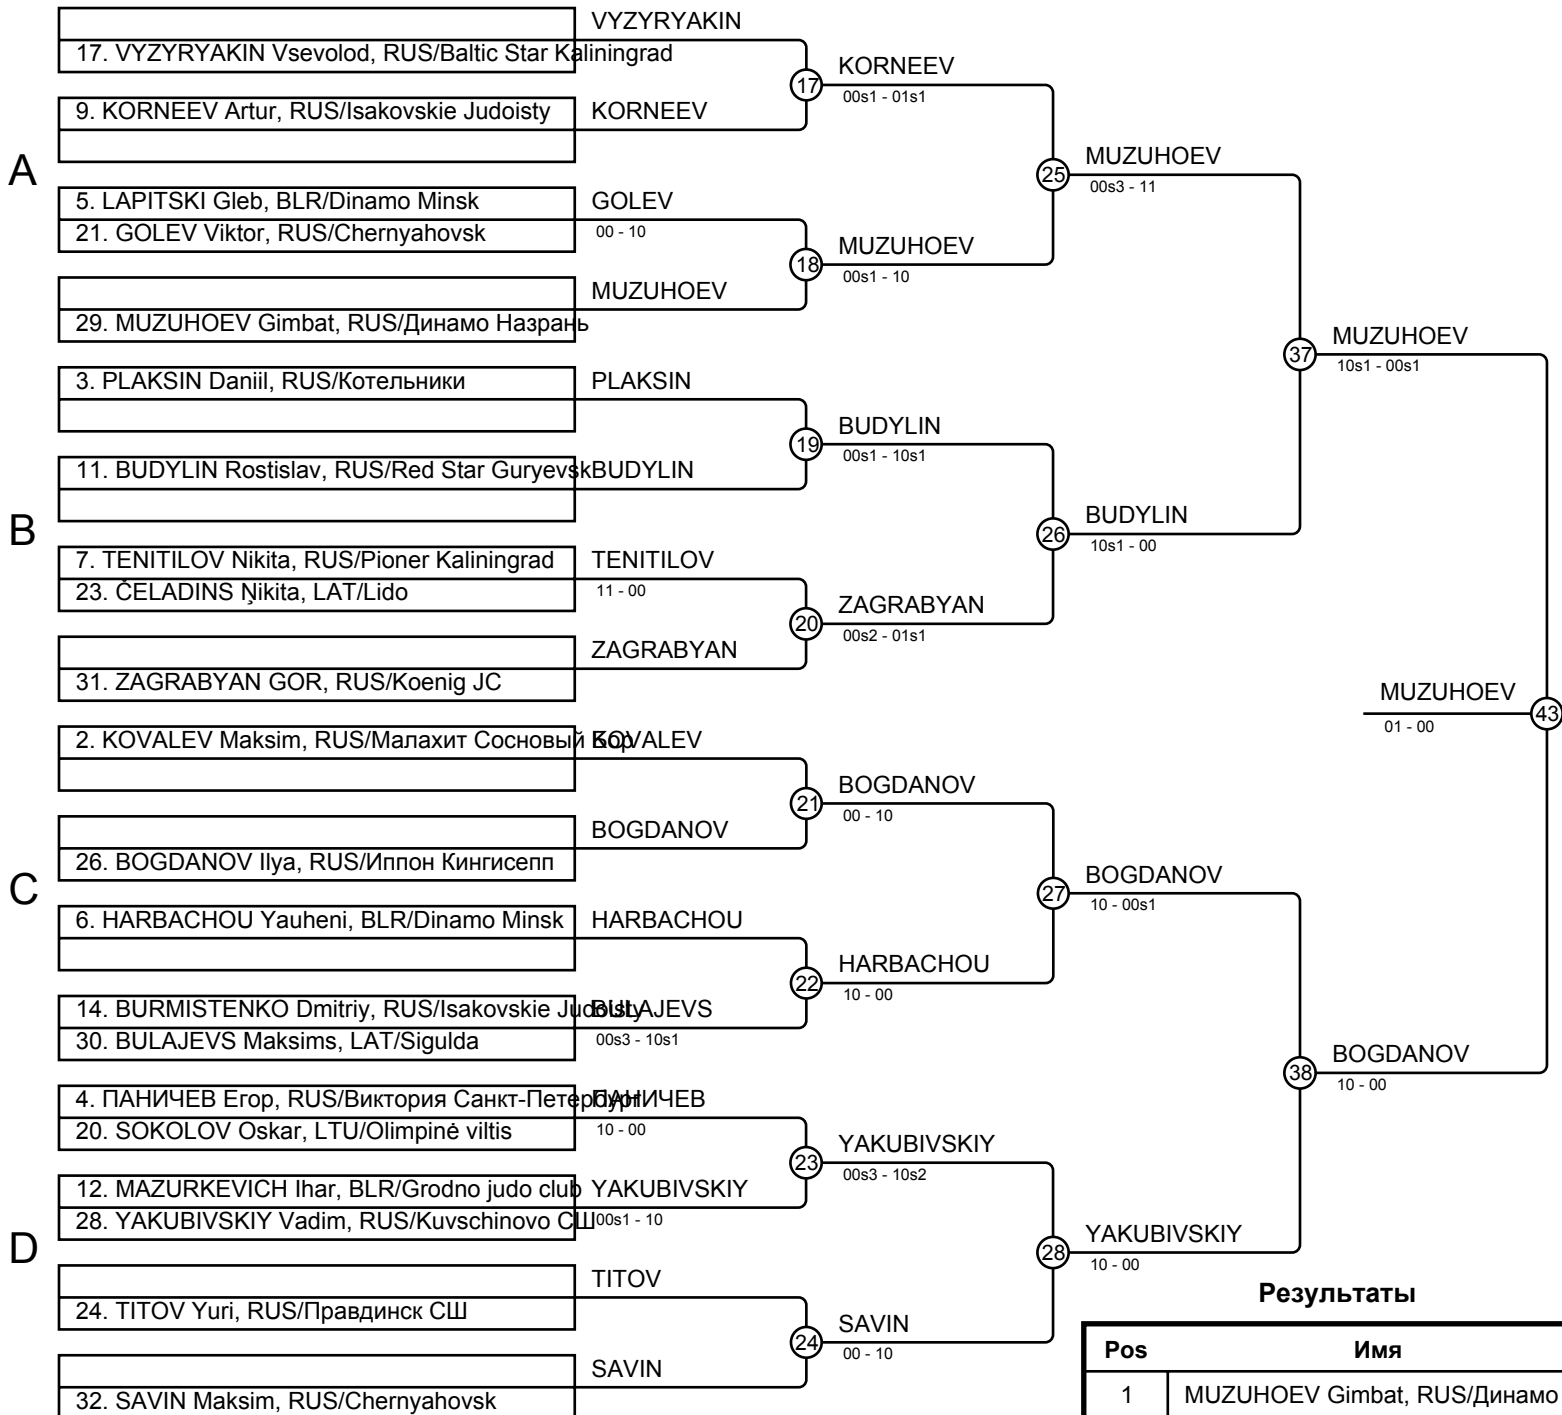 VYZYRYAKIN
17. VYZYRYAKIN Vsevolod, RUS/Baltic Star Kaliningrad
17
KORNEEV
00s1 - 01s1
9. KORNEEV Artur, RUS/Isakovskie Judoisty
KORNEEV
A
25
MUZUHOEV
00s3 - 11
5. LAPITSKI Gleb, BLR/Dinamo Minsk
GOLEV
21. GOLEV Viktor, RUS/Chernyahovsk
00 - 10
18
MUZUHOEV
00s1 - 10
MUZUHOEV
29. MUZUHOEV Gimbat, RUS/Динамо Назрань
37
MUZUHOEV
10s1 - 00s1
3. PLAKSIN Daniil, RUS/Котельники
PLAKSIN
19
BUDYLIN
00s1 - 10s1
11. BUDYLIN Rostislav, RUS/Red Star Guryevsk
BUDYLIN
B
26
BUDYLIN
10s1 - 00
7. TENITILOV Nikita, RUS/Pioner Kaliningrad
TENITILOV
23. ČELADINS Ņikita, LAT/Lido
11 - 00
20
ZAGRABYAN
00s2 - 01s1
ZAGRABYAN
31. ZAGRABYAN GOR, RUS/Koenig JC
MUZUHOEV
43
01 - 00
2. KOVALEV Maksim, RUS/Малахит Сосновый Бор
KOVALEV
21
BOGDANOV
00 - 10
BOGDANOV
26. BOGDANOV Ilya, RUS/Иппон Кингисепп
C
27
BOGDANOV
10 - 00s1
6. HARBACHOU Yauheni, BLR/Dinamo Minsk
HARBACHOU
22
HARBACHOU
10 - 00
14. BURMISTENKO Dmitriy, RUS/Isakovskie Judoisty
BULAJEVS
30. BULAJEVS Maksims, LAT/Sigulda
00s3 - 10s1
38
BOGDANOV
10 - 00
4. ПАНИЧЕВ Егор, RUS/Виктория Санкт-Петербург
ПАНИЧЕВ
20. SOKOLOV Oskar, LTU/Olimpinė viltis
10 - 00
23
YAKUBIVSKIY
00s3 - 10s2
12. MAZURKEVICH Ihar, BLR/Grodno judo club
YAKUBIVSKIY
28. YAKUBIVSKIY Vadim, RUS/Kuvschinovo СШ
00s1 - 10
D
28
YAKUBIVSKIY
10 - 00
TITOV
24. TITOV Yuri, RUS/Правдинск СШ
24
SAVIN
00 - 10
SAVIN
32. SAVIN Maksim, RUS/Chernyahovsk
Результаты
Pos Имя
1 MUZUHOEV Gimbat, RUS/Динамо